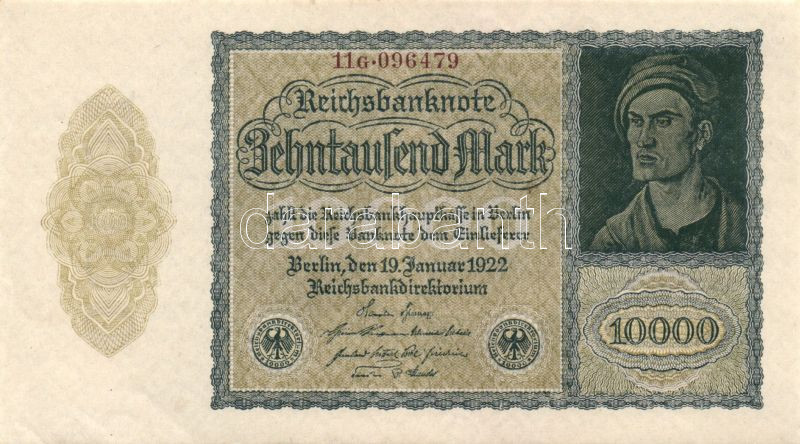 11G·096479
Reichsbanknote
Zehntausend Mark
zahlt die Reichsbankhauptkasse in Berlin
gegen diese Banknote dem Einlieferer
darabanth
Berlin, den 19. Januar 1922
Reichsbankdirektorium
10000